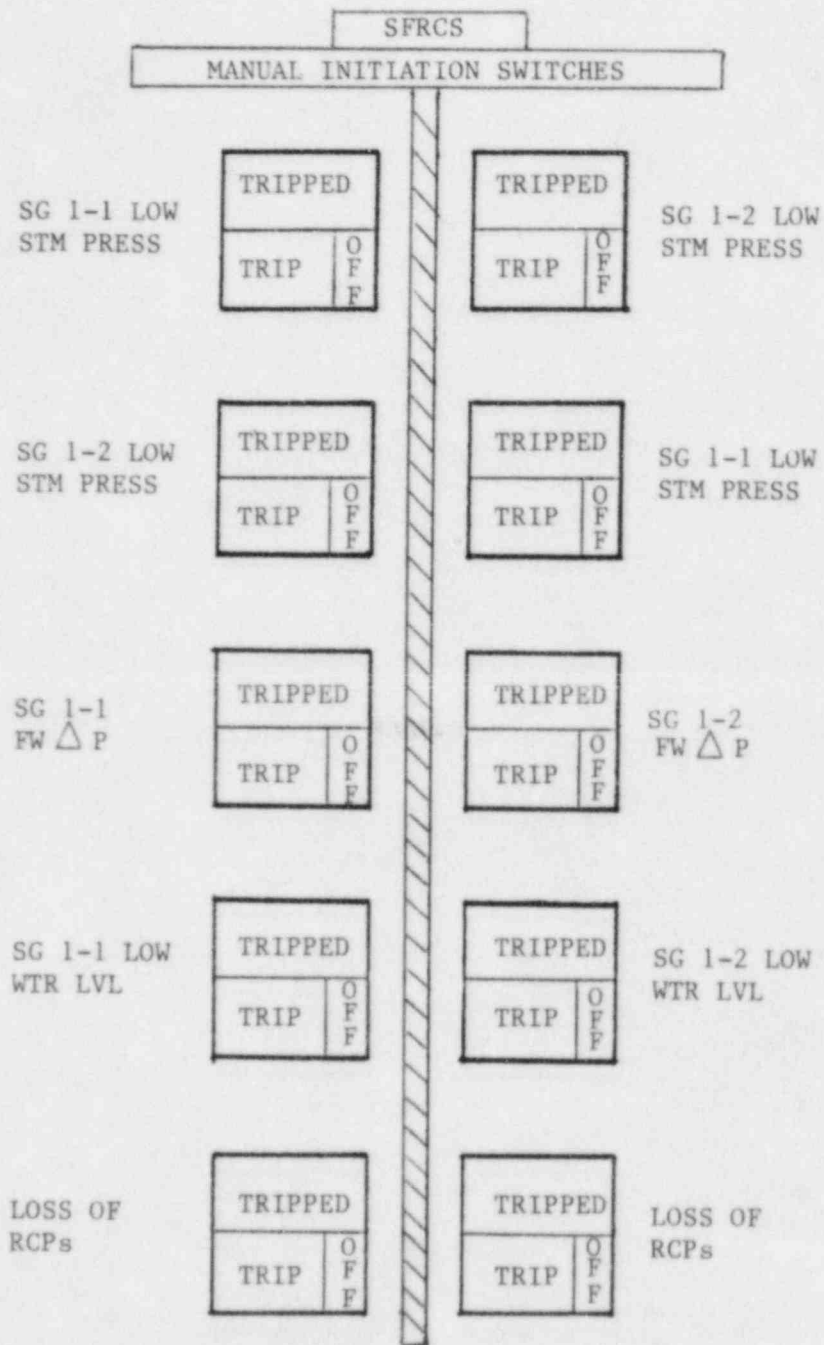 SFRCS
MANUAL INITIATION SWITCHES
SG 1-1 LOW
STM PRESS
TRIPPED
TRIP
OFF
TRIPPED
TRIP
OFF
SG 1-2 LOW
STM PRESS
SG 1-2 LOW
STM PRESS
TRIPPED
TRIP
OFF
TRIPPED
TRIP
OFF
SG 1-1 LOW
STM PRESS
SG 1-1
FW △ P
TRIPPED
TRIP
OFF
TRIPPED
TRIP
OFF
SG 1-2
FW △ P
SG 1-1 LOW
WTR LVL
TRIPPED
TRIP
OFF
TRIPPED
TRIP
OFF
SG 1-2 LOW
WTR LVL
LOSS OF
RCPs
TRIPPED
TRIP
OFF
TRIPPED
TRIP
OFF
LOSS OF
RCPs